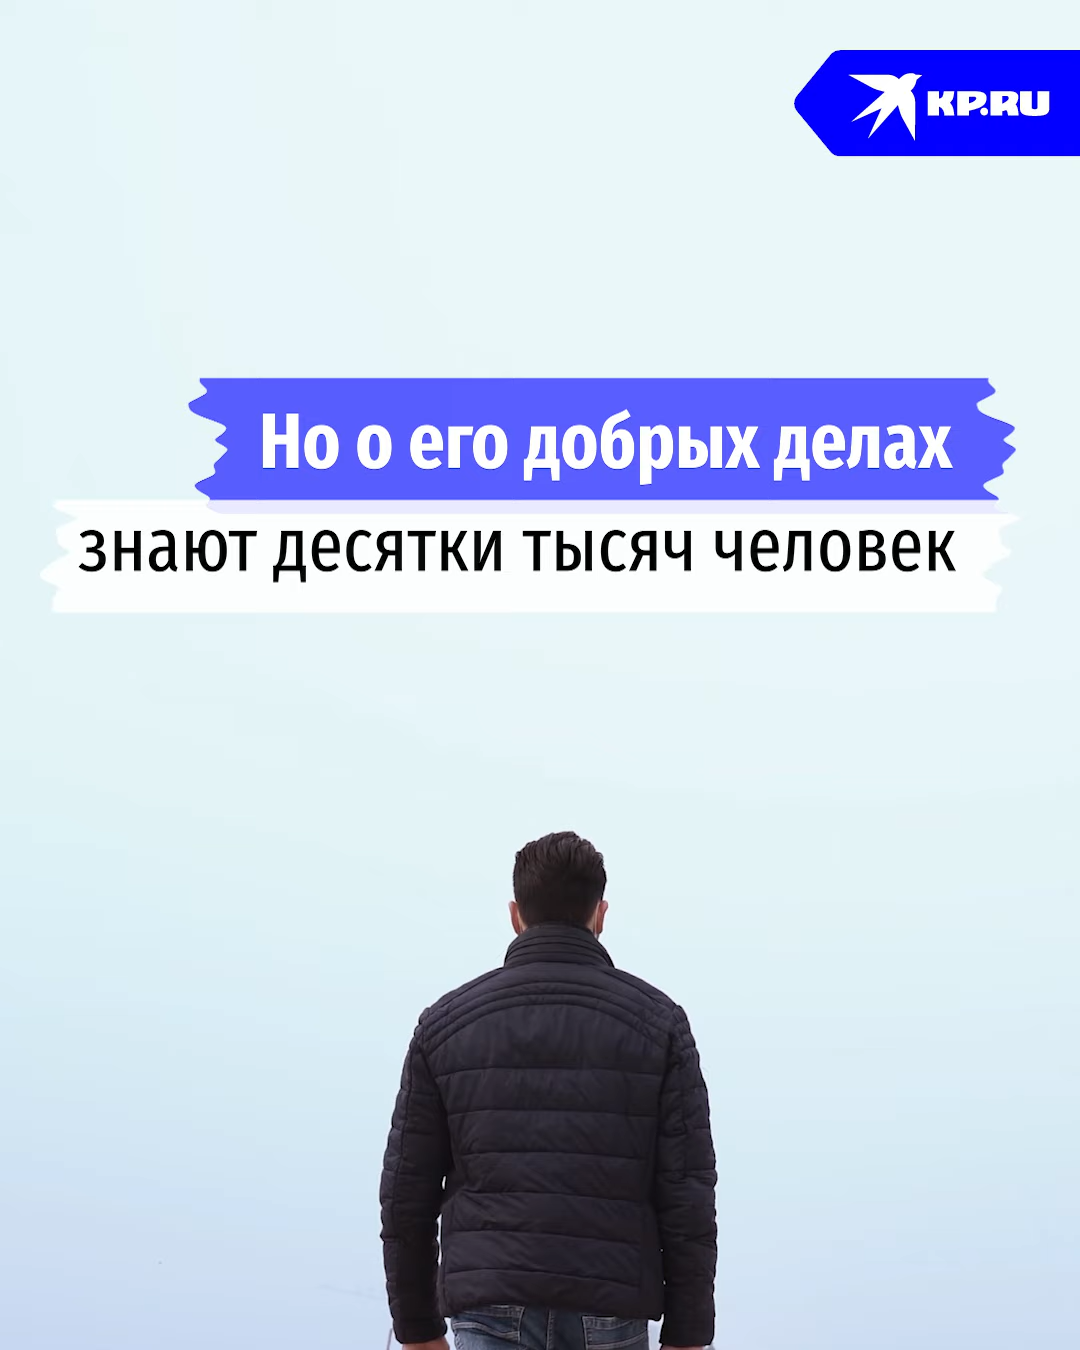 KP.RU
Но о его добрых делах
знают десятки тысяч человек